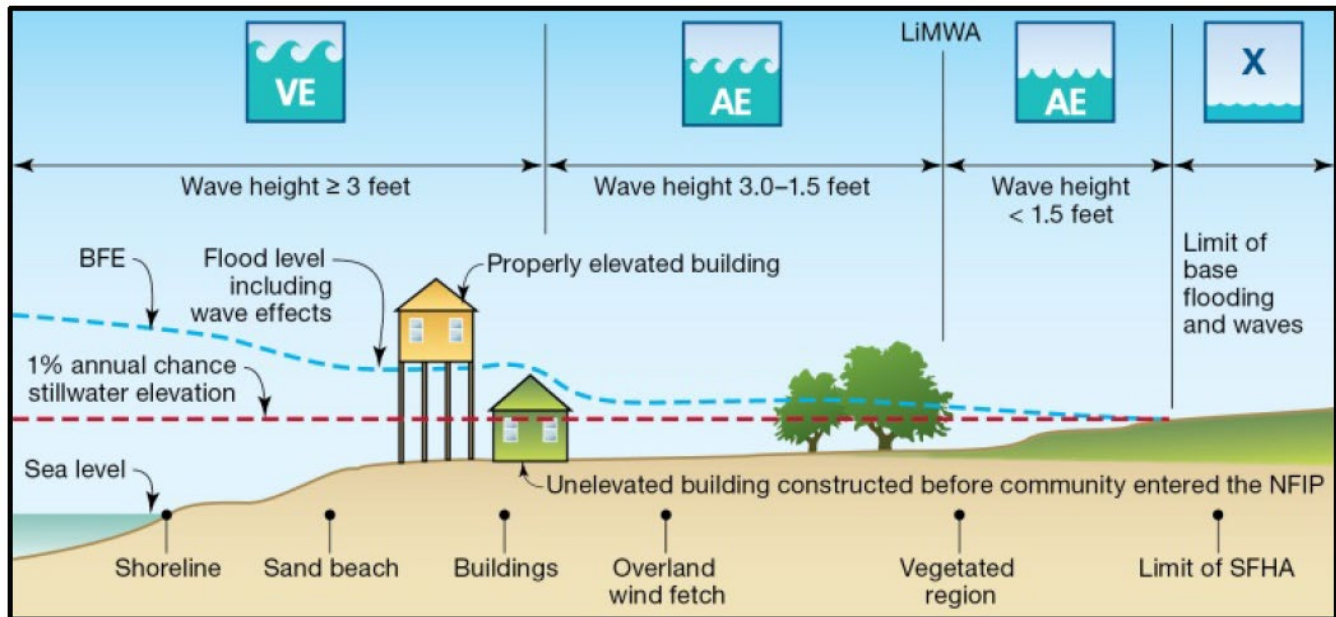 LiMWA
VE
AE
AE
X
Wave height ≥ 3 feet
Wave height 3.0–1.5 feet
Wave height
< 1.5 feet
BFE
Flood level
including
wave effects
Properly elevated building
Limit of
base
flooding
and waves
1% annual chance
stillwater elevation
Sea level
Unelevated building constructed before community entered the NFIP
Shoreline
Sand beach
Buildings
Overland
wind fetch
Vegetated
region
Limit of SFHA